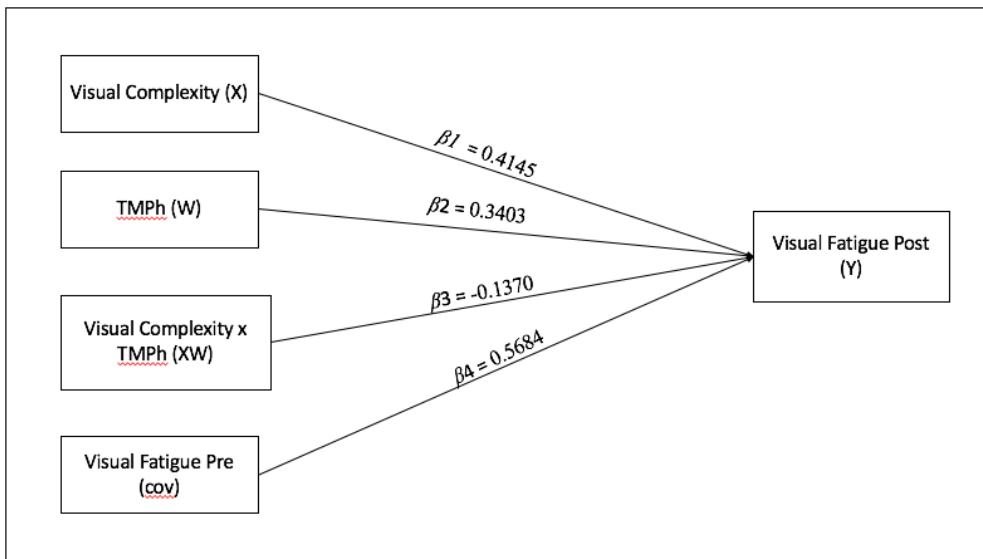 Visual Complexity (X)
β1 = 0.4145
TMPh (W)
β2 = 0.3403
Visual Fatigue Post
(Y)
Visual Complexity x
TMPh (XW)
β3 = -0.1370
β4 = 0.5684
Visual Fatigue Pre
(cov)